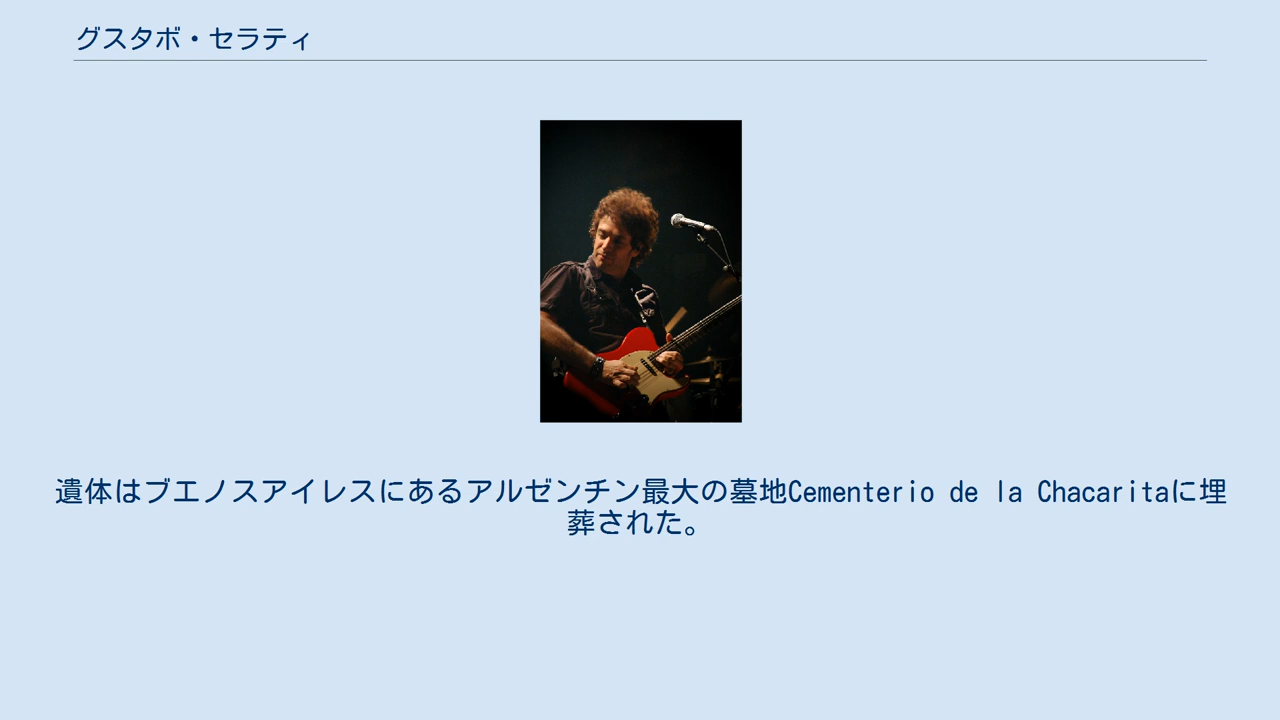 グスタボ・セラティ
遺体はブエノスアイレスにあるアルゼンチン最大の墓地Cementerio de la Chacaritaに埋
葬された。